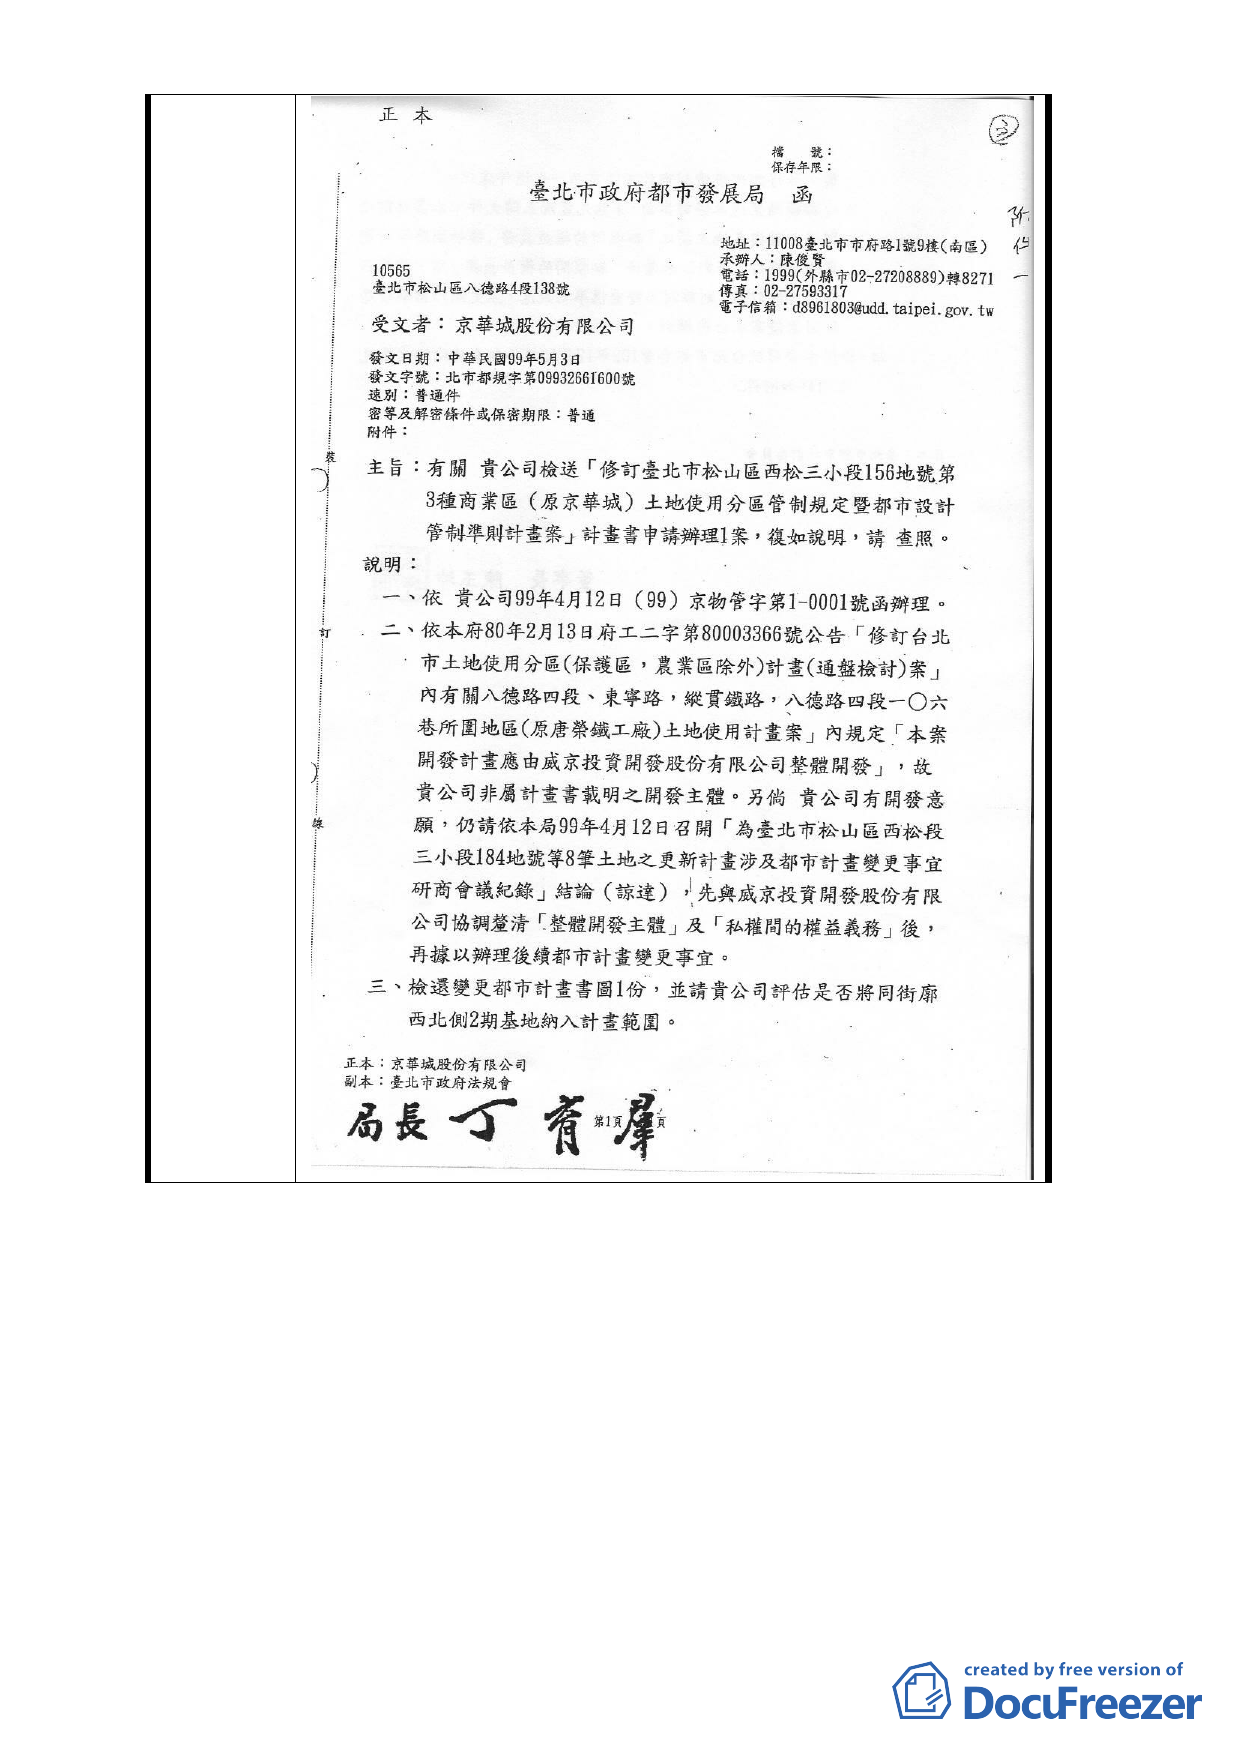 正 本
3
檔 號：
保存年限：
臺北市政府都市發展局 函
附件一
地址：11008臺北市市府路1號9樓(南區)
承辦人：陳俊賢
電話：1999(外縣市02-27208889)轉8271
傳真：02-27593317
電子信箱：d8961803@udd.taipei.gov.tw
10565
臺北市松山區八德路4段138號
受文者：京華城股份有限公司
發文日期：中華民國99年5月3日
發文字號：北市都規字第09932661600號
速別：普通件
密等及解密條件或保密期限：普通
附件：
裝
訂
線
主旨：有關 貴公司檢送「修訂臺北市松山區西松三小段156地號第
3種商業區（原京華城）土地使用分區管制規定暨都市設計
管制準則計畫案」計畫書申請辦理1案，復如說明，請 查照。
說明：
一、依 貴公司99年4月12日（99）京物管字第1-0001號函辦理。
二、依本府80年2月13日府工二字第80003366號公告「修訂台北
市土地使用分區(保護區，農業區除外)計畫(通盤檢討)案」
內有關八德路四段、東寧路，縱貫鐵路，八德路四段一〇六
巷所圍地區(原唐榮鐵工廠)土地使用計畫案」內規定「本案
開發計畫應由威京投資開發股份有限公司整體開發」，故
貴公司非屬計畫書載明之開發主體。另倘 貴公司有開發意
願，仍請依本局99年4月12日召開「為臺北市松山區西松段
三小段184地號等8筆土地之更新計畫涉及都市計畫變更事宜
研商會議紀錄」結論（諒達），先與威京投資開發股份有限
公司協調釐清「整體開發主體」及「私權間的權益義務」後，
再據以辦理後續都市計畫變更事宜。
三、檢還變更都市計畫書圖1份，並請貴公司評估是否將同街廓
西北側2期基地納入計畫範圍。
正本：京華城股份有限公司
副本：臺北市政府法規會
局長 丁育群
第1頁 頁
created by free version of
DocuFreezer